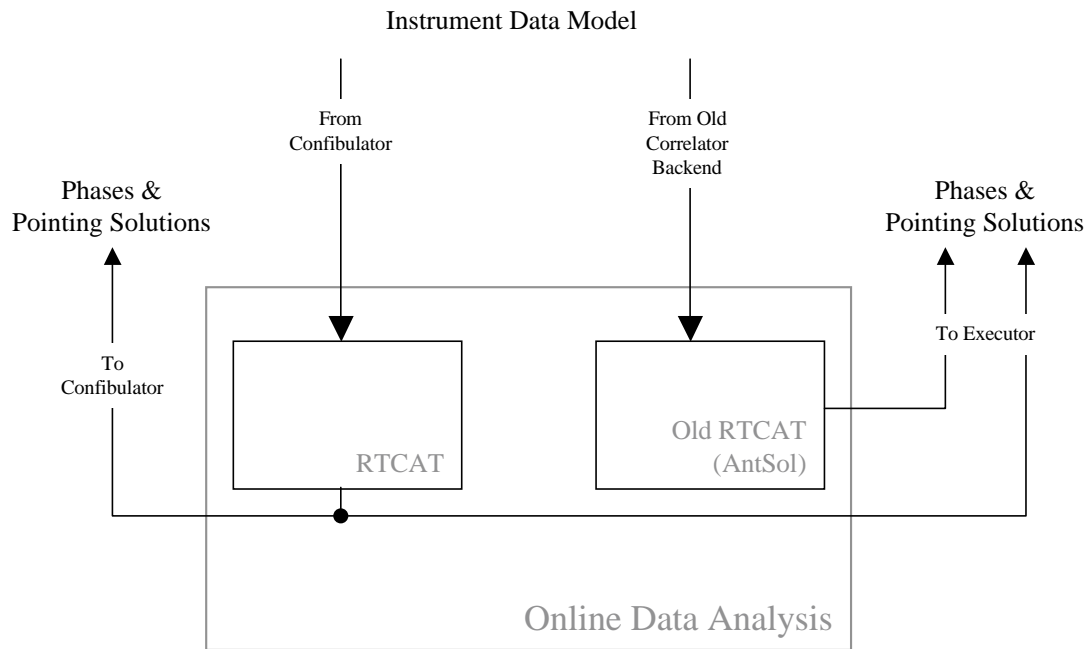 Instrument Data Model
From
Confibulator
From Old
Correlator
Backend
Phases &
Pointing Solutions
Phases &
Pointing Solutions
To
Confibulator
To Executor
RTCAT
Old RTCAT
(AntSol)
Online Data Analysis